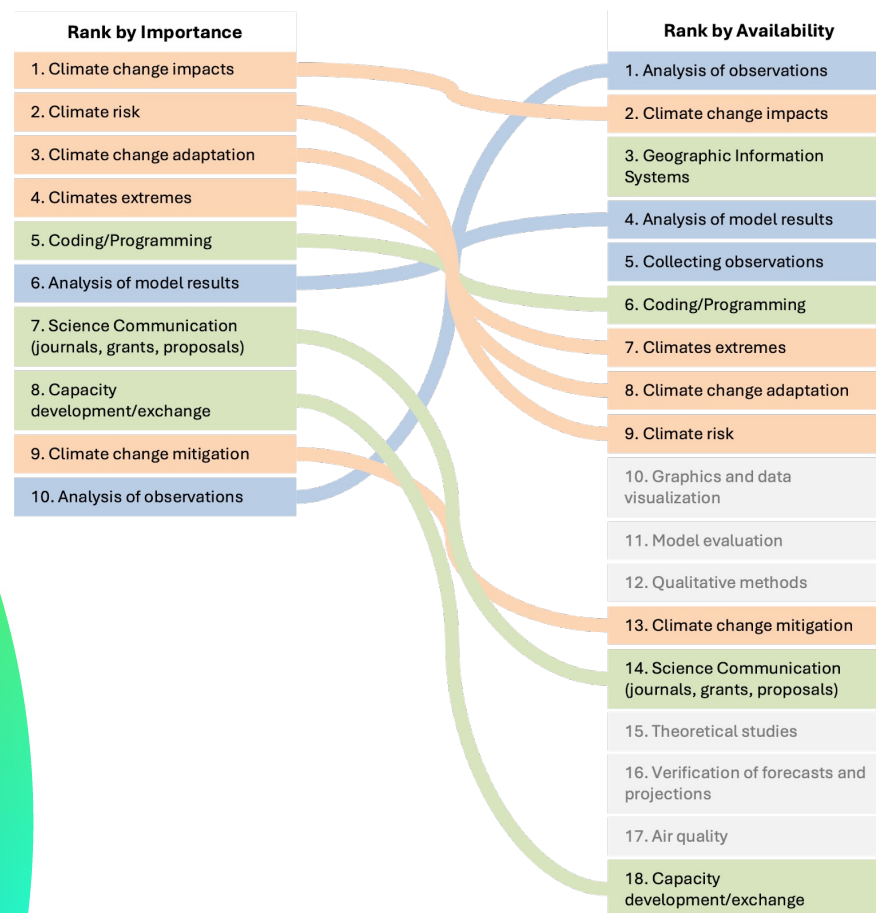 Rank by Importance
1. Climate change impacts
2. Climate risk
3. Climate change adaptation
4. Climates extremes
5. Coding/Programming
6. Analysis of model results
7. Science Communication
(journals, grants, proposals)
8. Capacity
development/exchange
9. Climate change mitigation
10. Analysis of observations
Rank by Availability
1. Analysis of observations
2. Climate change impacts
3. Geographic Information
Systems
4. Analysis of model results
5. Collecting observations
6. Coding/Programming
7. Climates extremes
8. Climate change adaptation
9. Climate risk
10. Graphics and data
visualization
11. Model evaluation
12. Qualitative methods
13. Climate change mitigation
14. Science Communication
(journals, grants, proposals)
15. Theoretical studies
16. Verification of forecasts and
projections
17. Air quality
18. Capacity
development/exchange